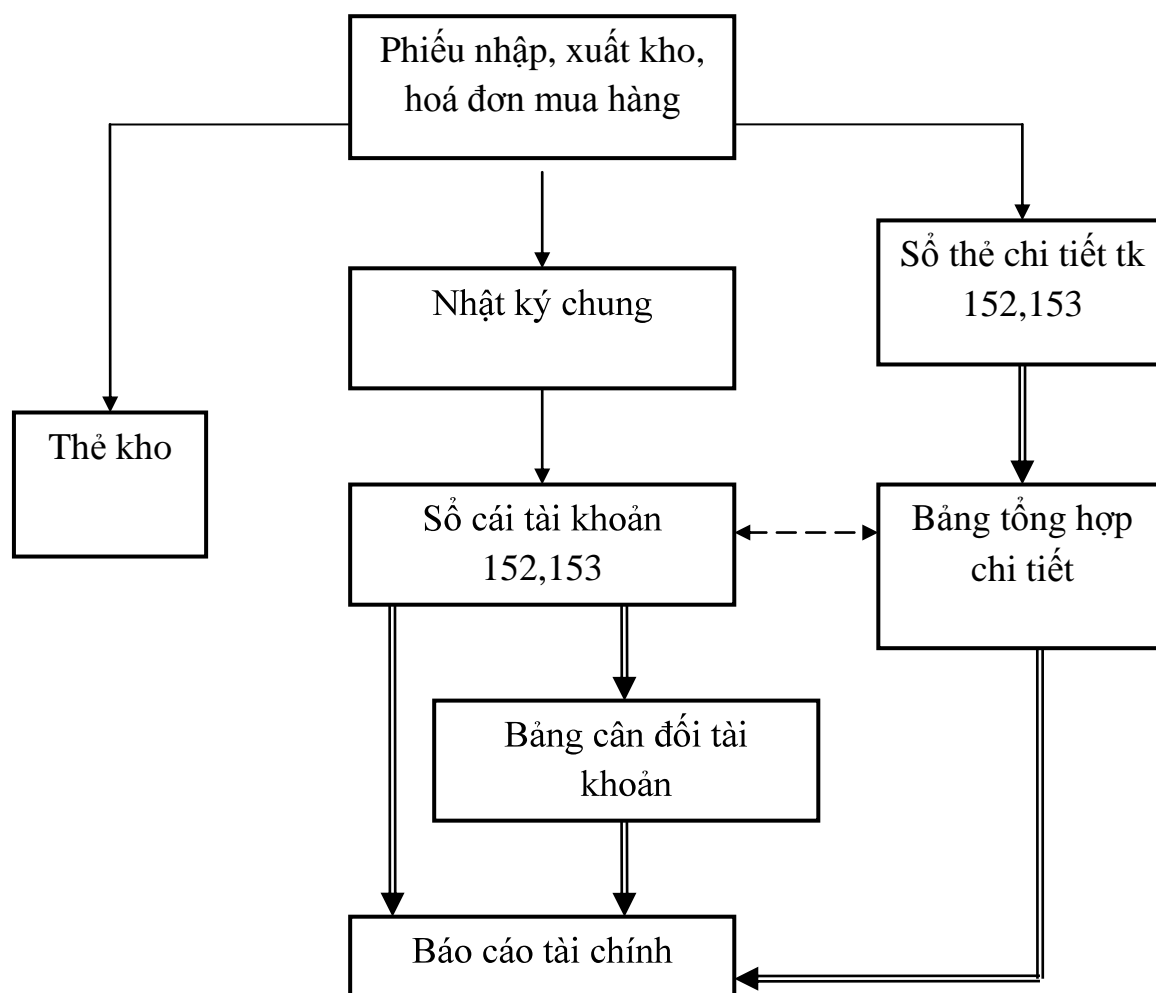 Phiếu nhập, xuất kho,
hoá đơn mua hàng
Sổ thẻ chi tiết tk
152,153
Nhật ký chung
Thẻ kho
Sổ cái tài khoản
152,153
Bảng tổng hợp
chi tiết
Bảng cân đối tài
khoản
Báo cáo tài chính